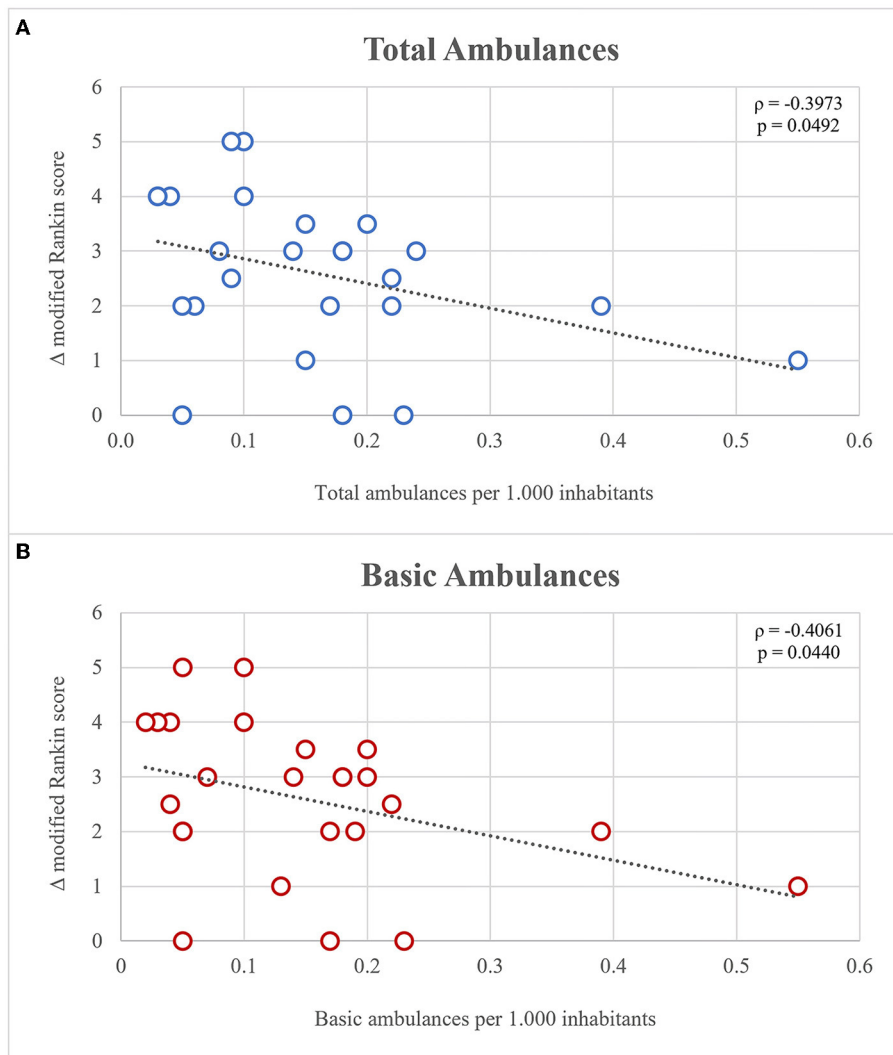 A
Total Ambulances
ρ = -0.3973
p = 0.0492
Δ modified Rankin score
6
5
4
3
2
1
0
0.0 0.1 0.2 0.3 0.4 0.5 0.6
Total ambulances per 1.000 inhabitants
B
Basic Ambulances
ρ = -0.4061
p = 0.0440
Δ modified Rankin score
6
5
4
3
2
1
0
0 0.1 0.2 0.3 0.4 0.5 0.6
Basic ambulances per 1.000 inhabitants